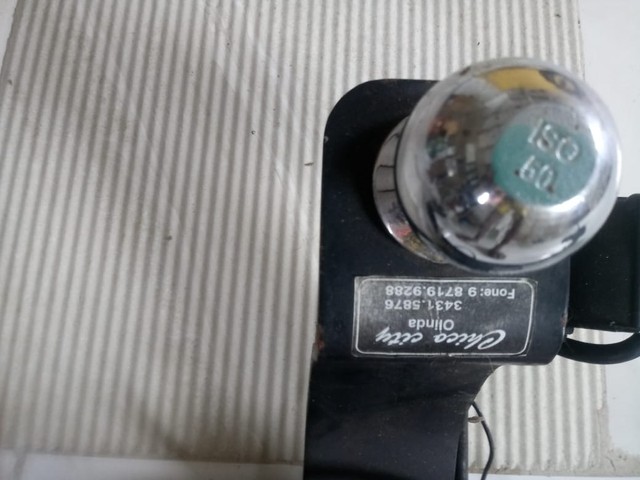 ISO
50
Chico city
Olinda
3431.5876
Fone: 9 8719.9288